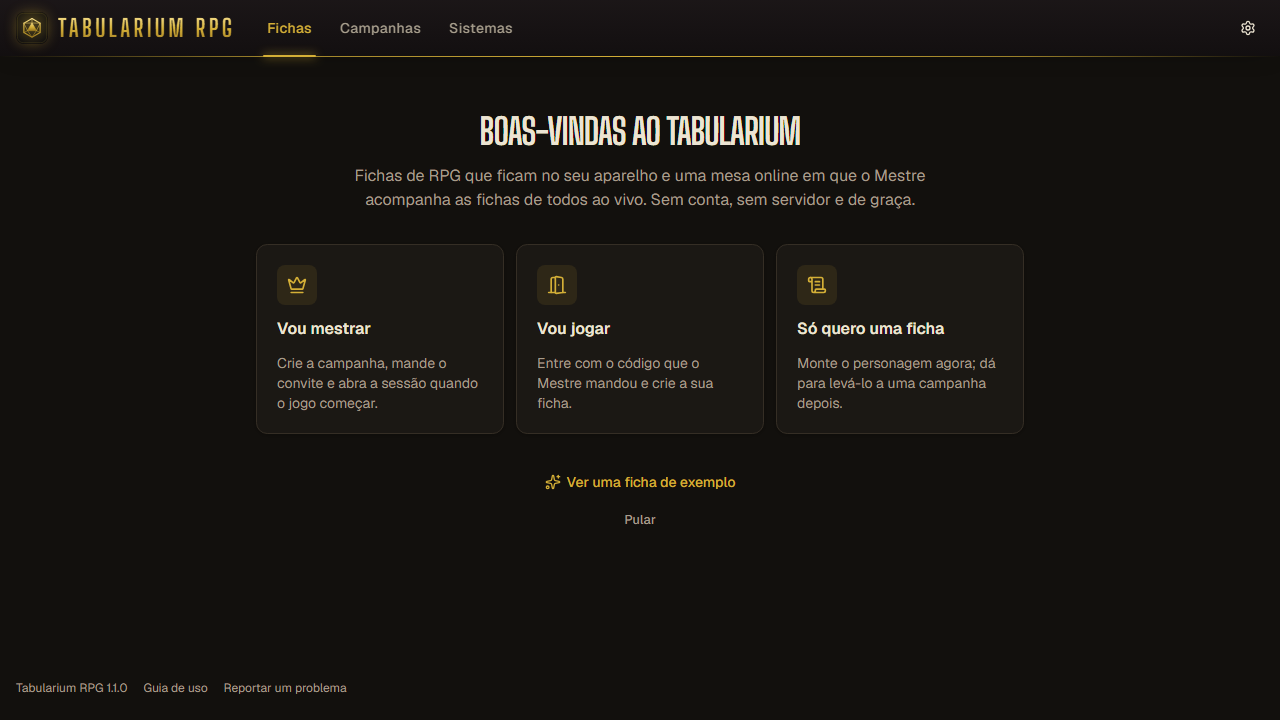 TABULARIUM RPG
Fichas
Campanhas
Sistemas
BOAS-VINDAS AO TABULARIUM
Fichas de RPG que ficam no seu aparelho e uma mesa online em que o Mestre
acompanha as fichas de todos ao vivo. Sem conta, sem servidor e de graça.
Vou mestrar
Crie a campanha, mande o
convite e abra a sessão quando
o jogo começar.
Vou jogar
Entre com o código que o
Mestre mandou e crie a sua
ficha.
Só quero uma ficha
Monte o personagem agora; dá
para levá-lo a uma campanha
depois.
Ver uma ficha de exemplo
Pular
Tabularium RPG 1.1.0
Guia de uso
Reportar um problema